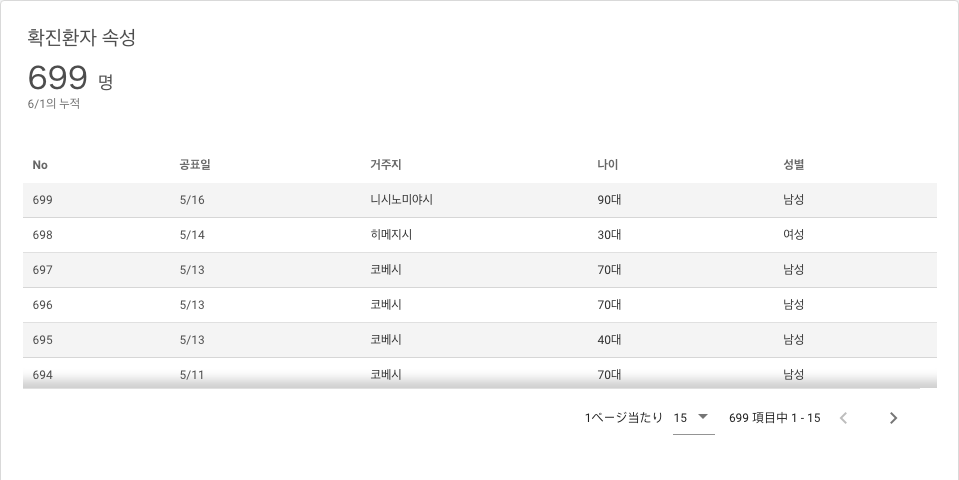 확진환자 속성
699 명
6/1의 누적
No 공표일 거주지 나이 성별
699 5/16 니시노미야시 90대 남성
698 5/14 히메지시 30대 여성
697 5/13 코베시 70대 남성
696 5/13 코베시 70대 남성
695 5/13 코베시 40대 남성
694 5/11 코베시 70대 남성
1ページ当たり 15 699 項目中 1 - 15